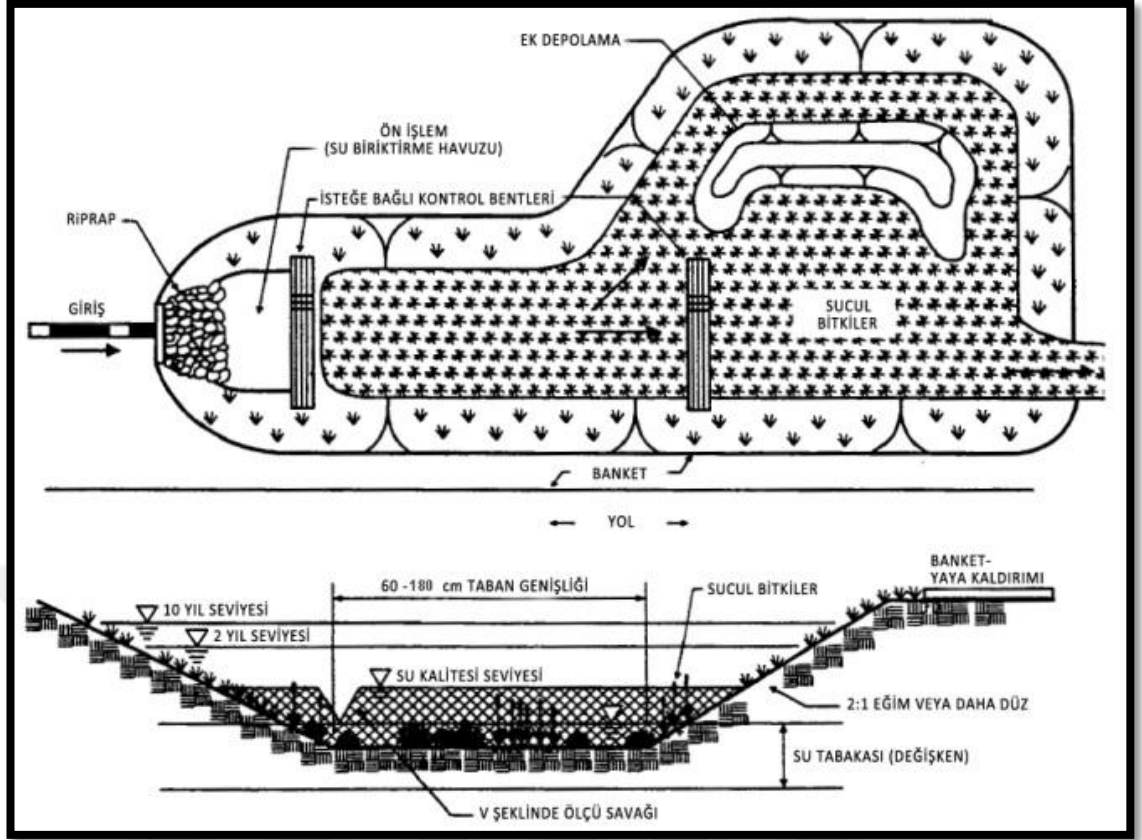 EK DEPOLAMA
ÖN İŞLEM
(SU BİRİKTİRME HAVUZU)
İSTEĞE BAĞLI KONTROL BENTLERİ
RİPRAP
GİRİŞ
SUCUL
BİTKİLER
BANKET
YOL
BANKET-
YAYA KALDIRIMI
60 -180 cm TABAN GENİŞLİĞİ
SUCUL BİTKİLER
10 YIL SEVİYESİ
2 YIL SEVİYESİ
SU KALİTESİ SEVİYESİ
2:1 EĞİM VEYA DAHA DÜZ
SU TABAKASI (DEĞİŞKEN)
V ŞEKLİNDE ÖLÇÜ SAVAĞI